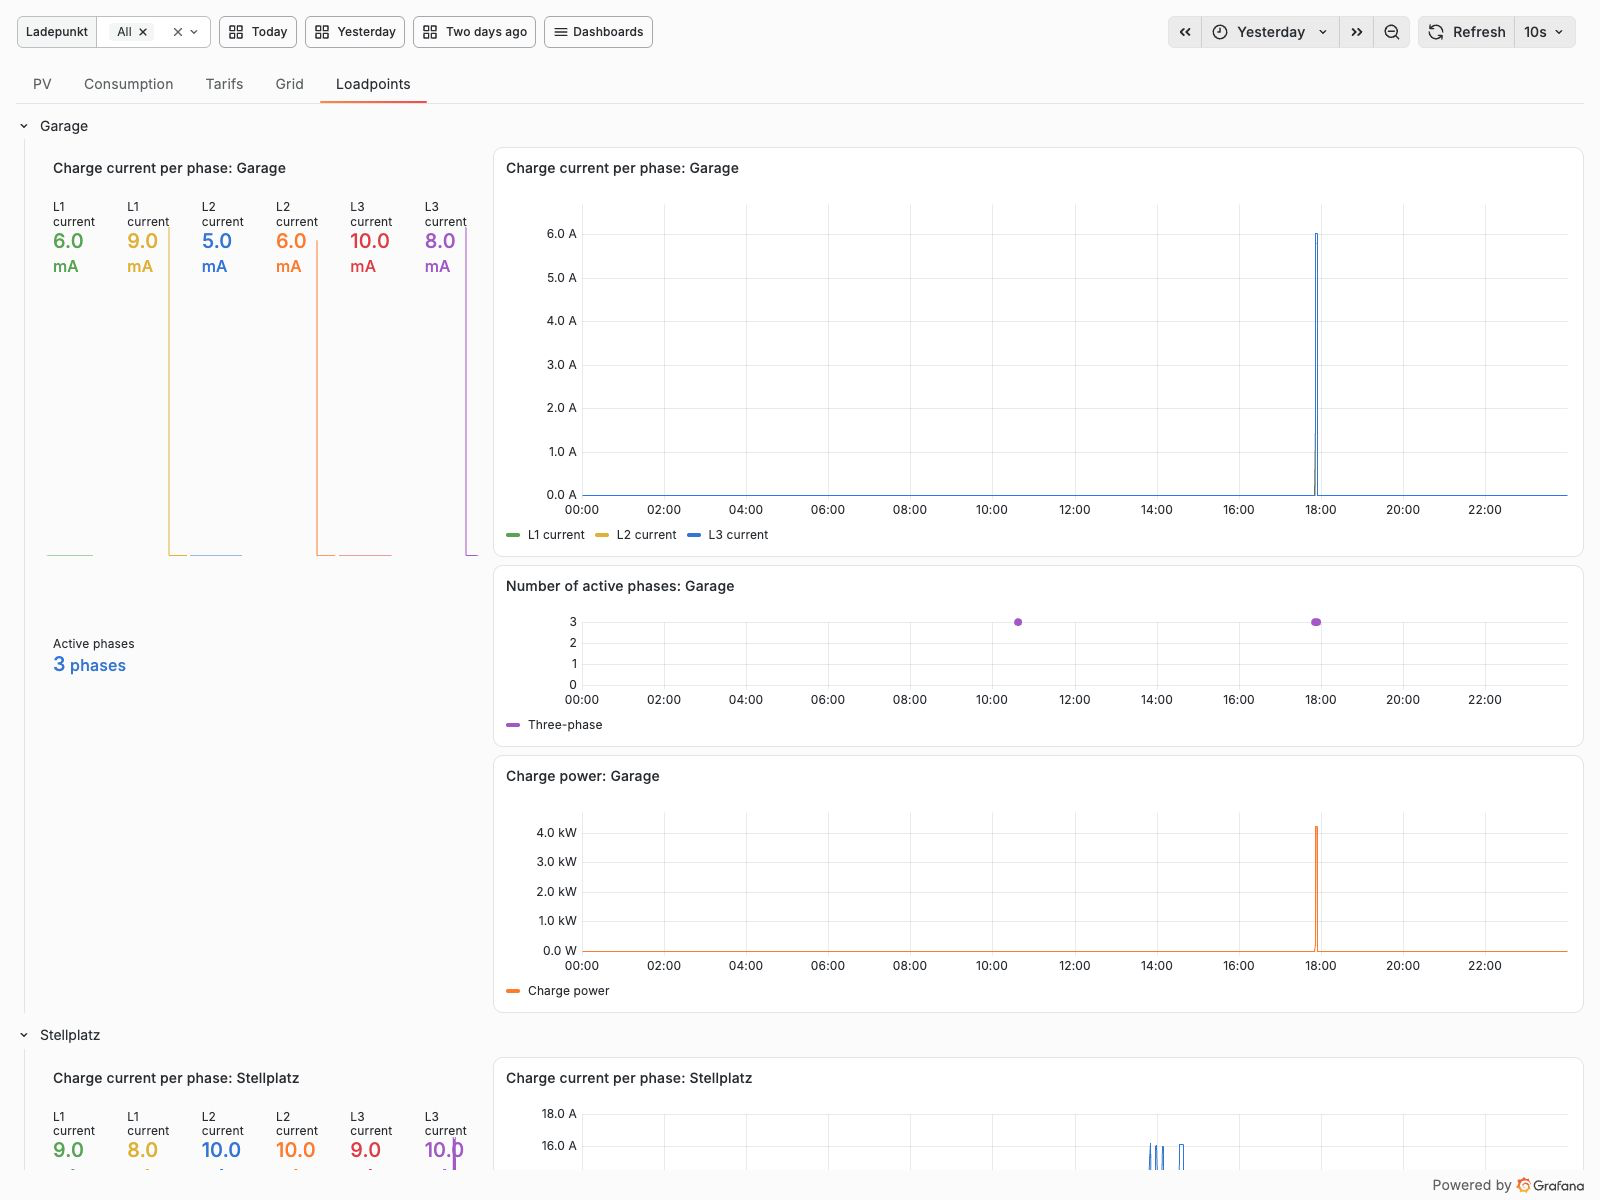 Ladepunkt All Today Yesterday Two days ago Dashboards Yesterday Refresh 10s
PV Consumption Tarifs Grid Loadpoints
Garage
Charge current per phase: Garage
L1 current L1 current L2 current L2 current L3 current L3 current
6.0 mA 9.0 mA 5.0 mA 6.0 mA 10.0 mA 8.0 mA
Active phases
3 phases
Charge current per phase: Garage
6.0 A
5.0 A
4.0 A
3.0 A
2.0 A
1.0 A
0.0 A
00:00 02:00 04:00 06:00 08:00 10:00 12:00 14:00 16:00 18:00 20:00 22:00
L1 current L2 current L3 current
Number of active phases: Garage
3
2
1
0
00:00 02:00 04:00 06:00 08:00 10:00 12:00 14:00 16:00 18:00 20:00 22:00
Three-phase
Charge power: Garage
4.0 kW
3.0 kW
2.0 kW
1.0 kW
0.0 W
00:00 02:00 04:00 06:00 08:00 10:00 12:00 14:00 16:00 18:00 20:00 22:00
Charge power
Stellplatz
Charge current per phase: Stellplatz
L1 current L1 current L2 current L2 current L3 current L3 current
9.0 8.0 10.0 10.0 9.0 10.0
Charge current per phase: Stellplatz
18.0 A
16.0 A
Powered by Grafana